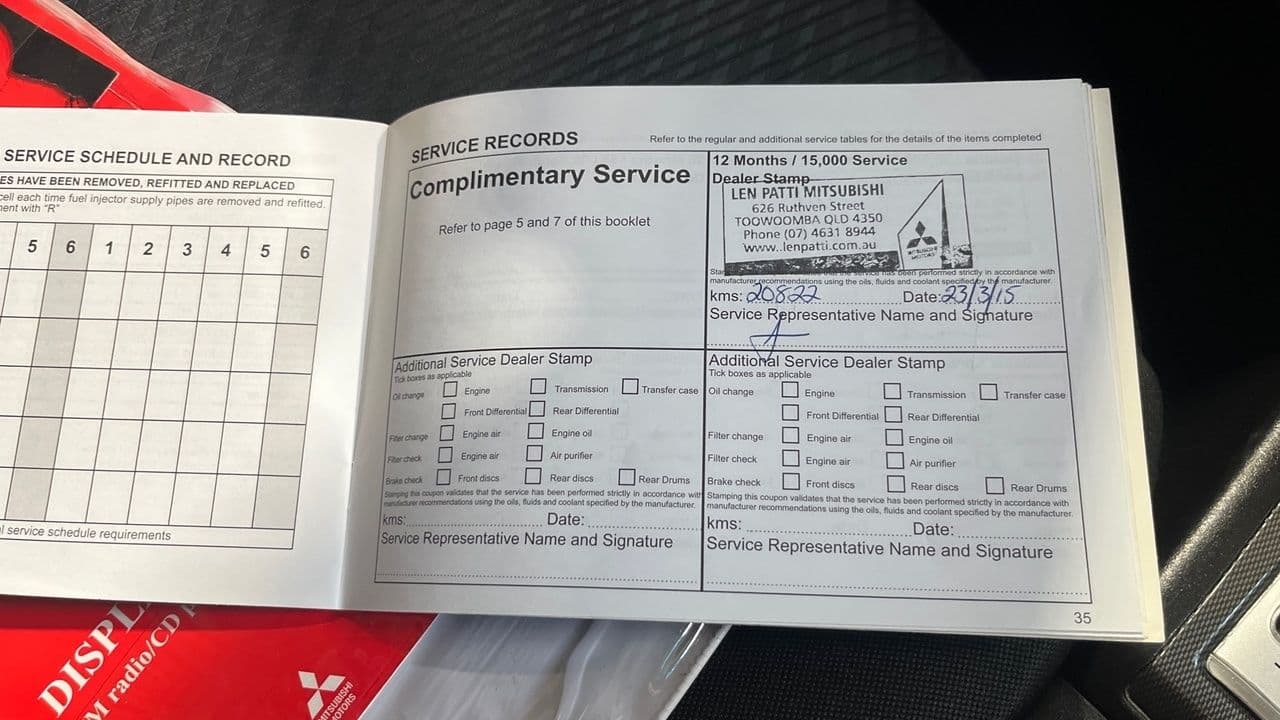 SERVICE SCHEDULE AND RECORD
ES HAVE BEEN REMOVED, REFITTED AND REPLACED
cell each time fuel injector supply pipes are removed and refitted.
ment with "R"
5 6 1 2 3 4 5 6
l service schedule requirements
SERVICE RECORDS
Refer to the regular and additional service tables for the details of the items completed
Complimentary Service
Refer to page 5 and 7 of this booklet
12 Months / 15,000 Service
Dealer Stamp
LEN PATTI MITSUBISHI
626 Ruthven Street
TOOWOOMBA QLD 4350
Phone (07) 4631 8944
www..lenpatti.com.au
MITSUBISHI
MOTORS
the service has been performed strictly in accordance with
manufacturer recommendations using the oils, fluids and coolant specified by the manufacturer.
kms: 20822 Date: 23/3/15
Service Representative Name and Signature
Additional Service Dealer Stamp
Tick boxes as applicable
Oil change Engine Transmission Transfer case
Front Differential Rear Differential
Filter change Engine air Engine oil
Filter check Engine air Air purifier
Brake check Front discs Rear discs Rear Drums
Stamping this coupon validates that the service has been performed strictly in accordance with
manufacturer recommendations using the oils, fluids and coolant specified by the manufacturer.
kms: Date:
Service Representative Name and Signature
Additional Service Dealer Stamp
Tick boxes as applicable
Oil change Engine Transmission Transfer case
Front Differential Rear Differential
Filter change Engine air Engine oil
Filter check Engine air Air purifier
Brake check Front discs Rear discs Rear Drums
Stamping this coupon validates that the service has been performed strictly in accordance with
manufacturer recommendations using the oils, fluids and coolant specified by the manufacturer.
kms: Date:
Service Representative Name and Signature
35
DISPL
M radio/CD p
MITSUBISHI
MOTORS